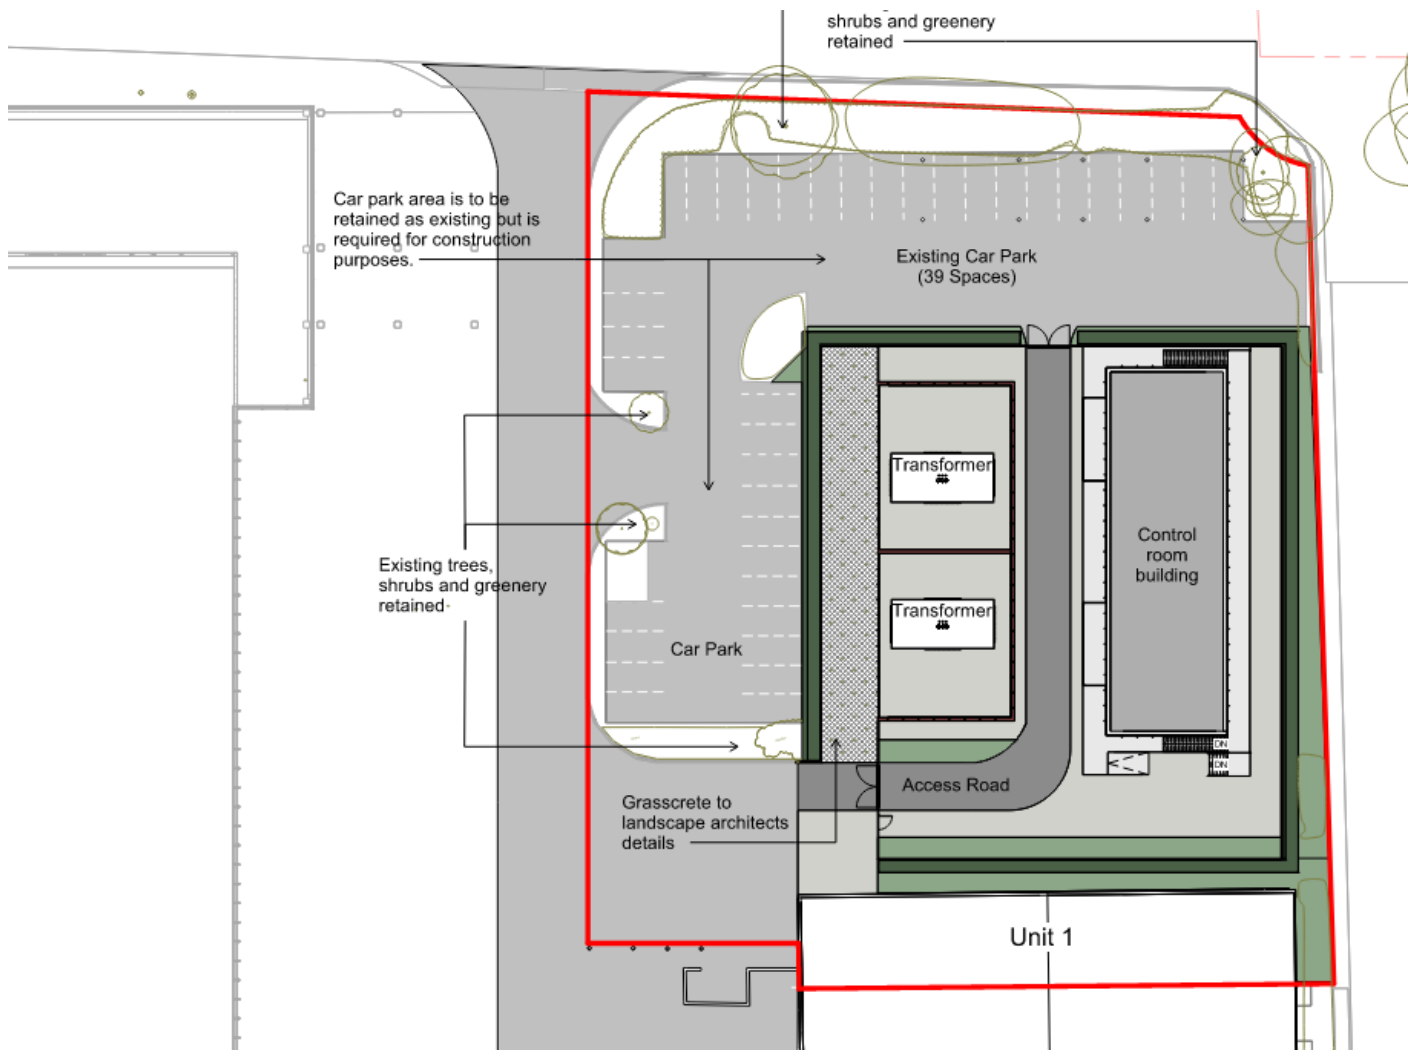 shrubs and greenery
retained
Car park area is to be
retained as existing but is
required for construction
purposes.
Existing Car Park
(39 Spaces)
Transformer
Control
room
building
Existing trees,
shrubs and greenery
retained
Transformer
Car Park
DN
DN
Access Road
Grasscrete to
landscape architects
details
Unit 1